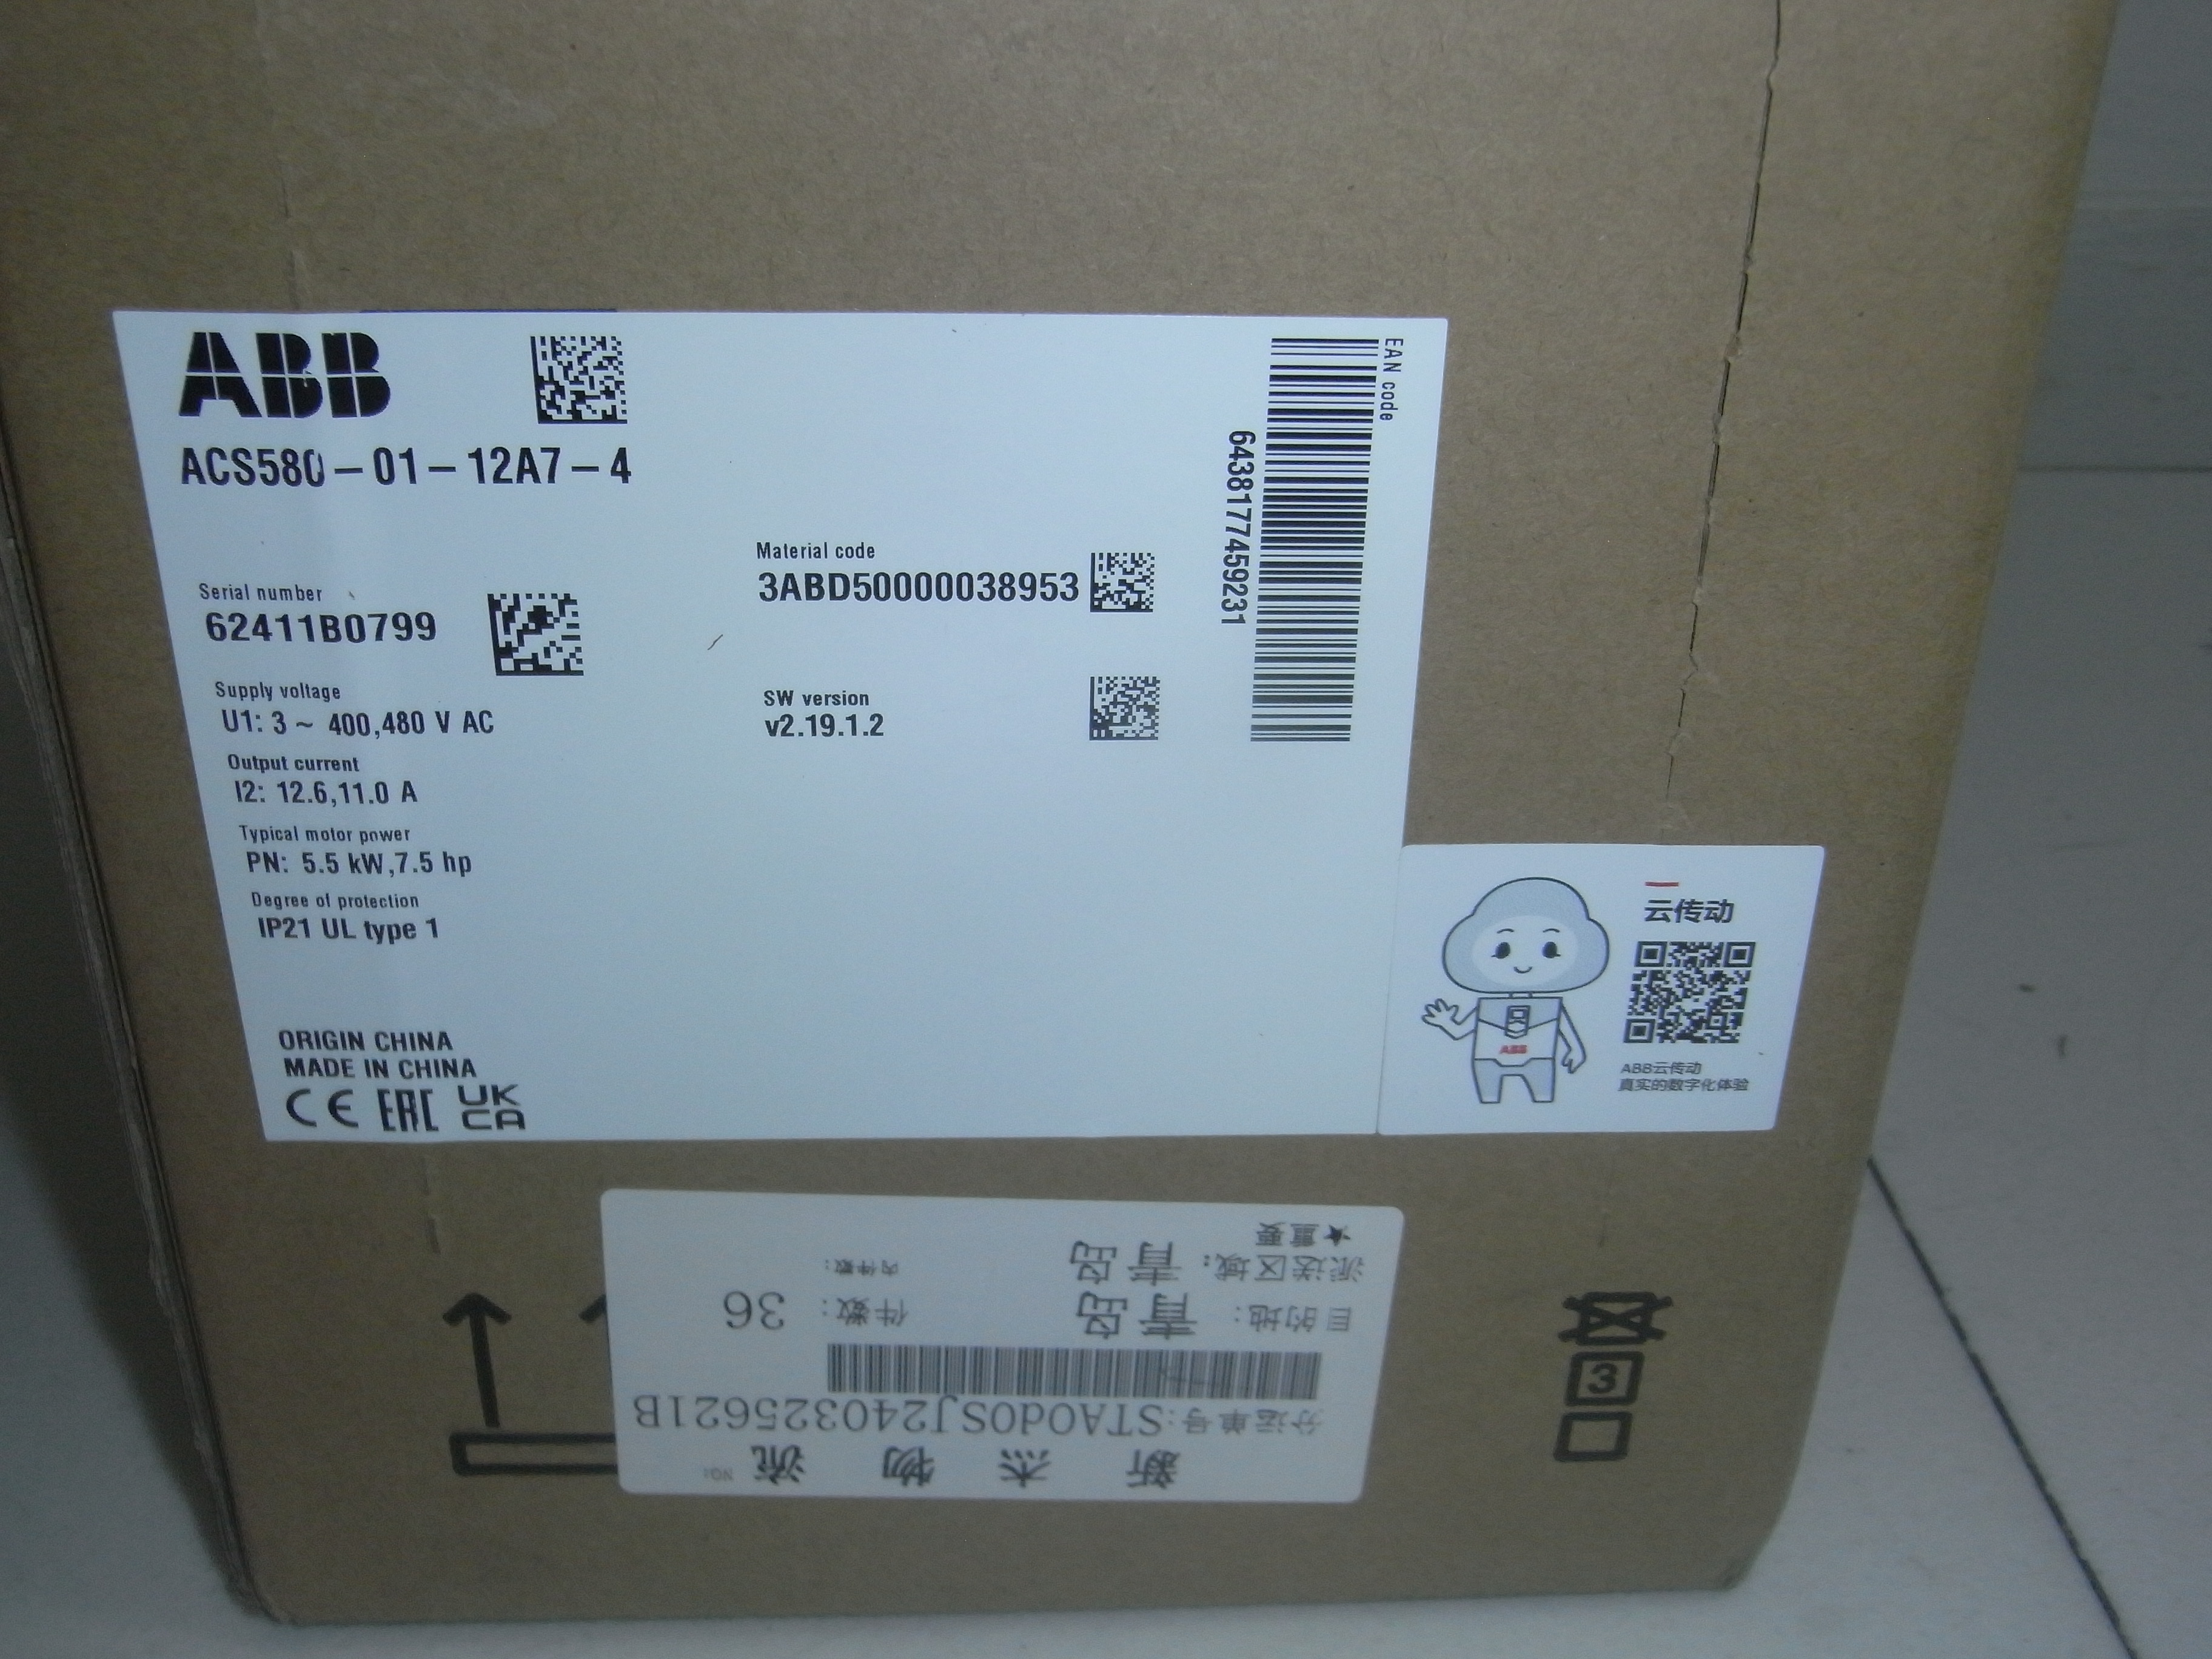 ABB
ACS580-01-12A7-4
Serial number
62411B0799
Supply voltage
U1: 3 ~ 400,480 V AC
Output current
I2: 12.6,11.0 A
Typical motor power
PN: 5.5 kW,7.5 hp
Degree of protection
IP21 UL type 1
ORIGIN CHINA
MADE IN CHINA
CE EAC UK
CA
Material code
3ABD50000038953
SW version
v2.19.1.2
EAN code
6438177459231
云传动
ABB
ABB云传动
真实的数字化体验
新 杰 物 流 NO:
分运单号:STA0d0SJ240325621B
目的地: 青岛 件数: 36
派送区域: 青岛 内件数:
★重要
3